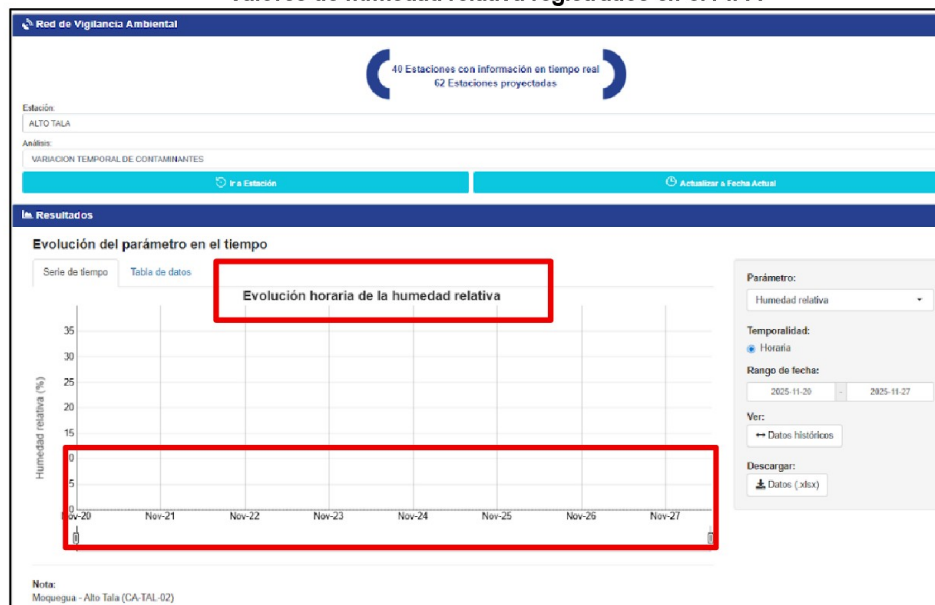 Red de Vigilancia Ambiental
40 Estaciones con información en tiempo real
62 Estaciones proyectadas
Estación:
ALTO TALA
Análisis:
VARIACION TEMPORAL DE CONTAMINANTES
Ir a Estación
Actualizar a Fecha Actual
Resultados
Evolución del parámetro en el tiempo
Serie de tiempo
Tabla de datos
Evolución horaria de la humedad relativa
Humedad relativa (%)
35
30
25
20
15
10
5
0
Nov-20 Nov-21 Nov-22 Nov-23 Nov-24 Nov-25 Nov-26 Nov-27
Parámetro:
Humedad relativa
Temporalidad:
Horaria
Rango de fecha:
2025-11-20 - 2025-11-27
Ver:
Datos históricos
Descargar:
Datos (.xlsx)
Nota:
Moquegua - Alto Tala (CA-TAL-02)